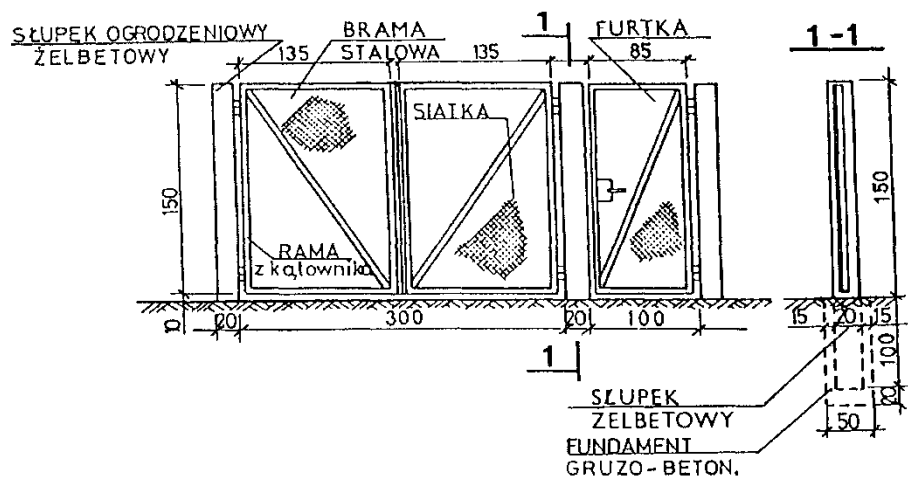 SŁUPEK OGRODZENIOWY
ŻELBETOWY
BRAMA
STALOWA
135
135
1
FURTKA
85
1-1
SIATKA
150
150
RAMA
z kątownika
10
20
300
20
100
1
15
20
15
100
20
50
SŁUPEK
ŻELBETOWY
FUNDAMENT
GRUZO-BETON.